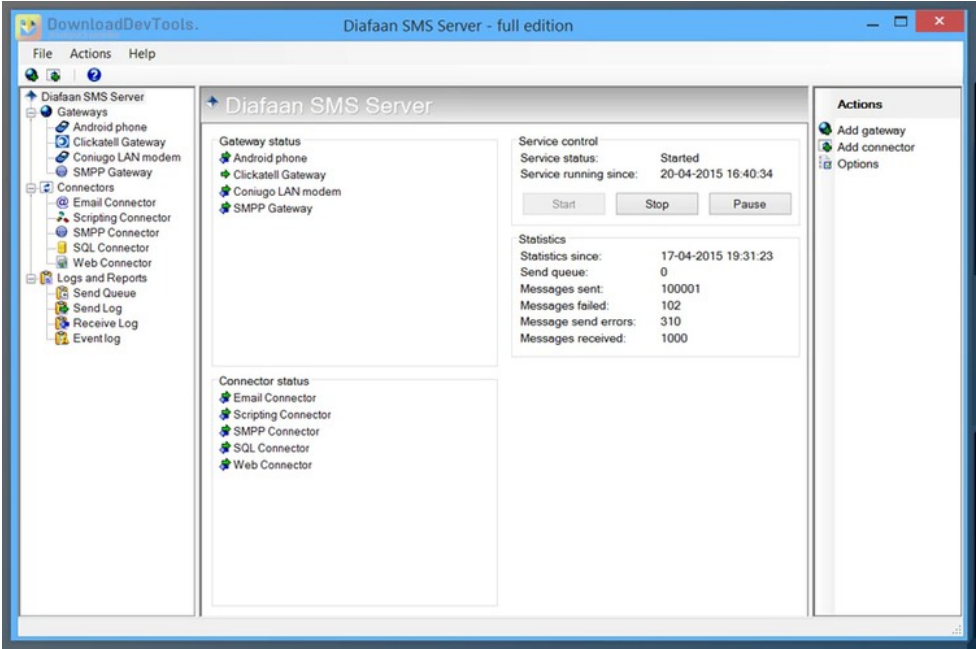 DownloadDevTools.
Diafaan SMS Server - full edition
File Actions Help
Diafaan SMS Server
Gateways
Android phone
Clickatell Gateway
Coniugo LAN modem
SMPP Gateway
Connectors
Email Connector
Scripting Connector
SMPP Connector
SQL Connector
Web Connector
Logs and Reports
Send Queue
Send Log
Receive Log
Event log
Diafaan SMS Server
Gateway status
Android phone
Clickatell Gateway
Coniugo LAN modem
SMPP Gateway
Connector status
Email Connector
Scripting Connector
SMPP Connector
SQL Connector
Web Connector
Service control
Service status: Started
Service running since: 20-04-2015 16:40:34
Start Stop Pause
Statistics
Statistics since: 17-04-2015 19:31:23
Send queue: 0
Messages sent: 100001
Messages failed: 102
Message send errors: 310
Messages received: 1000
Actions
Add gateway
Add connector
Options